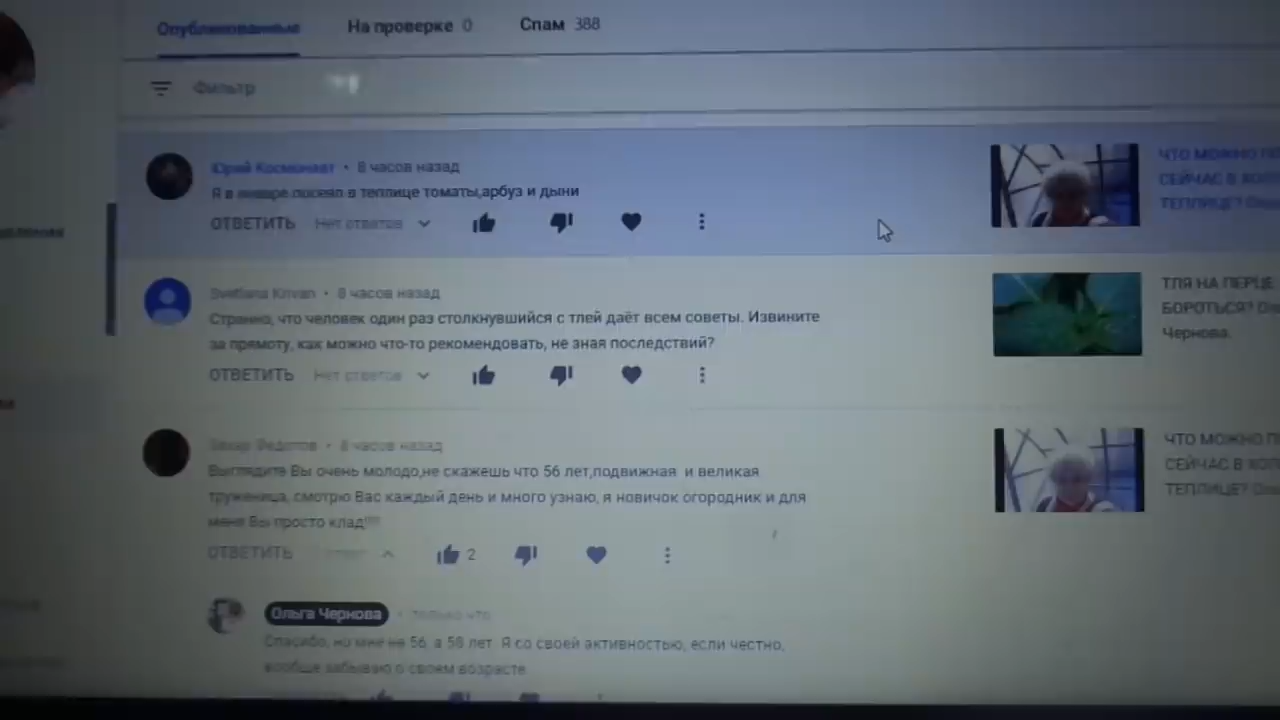 Опубликованные На проверке 0 Спам 388
Фильтр
Юрий Космонавт • 8 часов назад
Я в январе посеял в теплице томаты,арбуз и дыни
ОТВЕТИТЬ Нет ответов
ЧТО МОЖНО
СЕЙЧАС В
ТЕПЛИЦЕ?
Svetlana Krivan • 8 часов назад
Странно, что человек один раз столкнувшийся с тлей даёт всем советы. Извините
за прямоту, как можно что-то рекомендовать, не зная последствий?
ОТВЕТИТЬ Нет ответов
ТЛЯ НА ПЕРЦЕ
БОРОТЬСЯ?
Чернова.
Федотов • 8 часов назад
Выглядите Вы очень молодо,не скажешь что 56 лет,подвижная и великая
труженица, смотрю Вас каждый день и много узнаю, я новичок огородник и для
меня Вы просто клад!!!!
ОТВЕТИТЬ 2
ЧТО МОЖНО
СЕЙЧАС В
ТЕПЛИЦЕ?
Ольга Чернова • только что
Спасибо, но мне не 56, а 58 лет. Я со своей активностью, если честно,
вообще забываю о своем возрасте